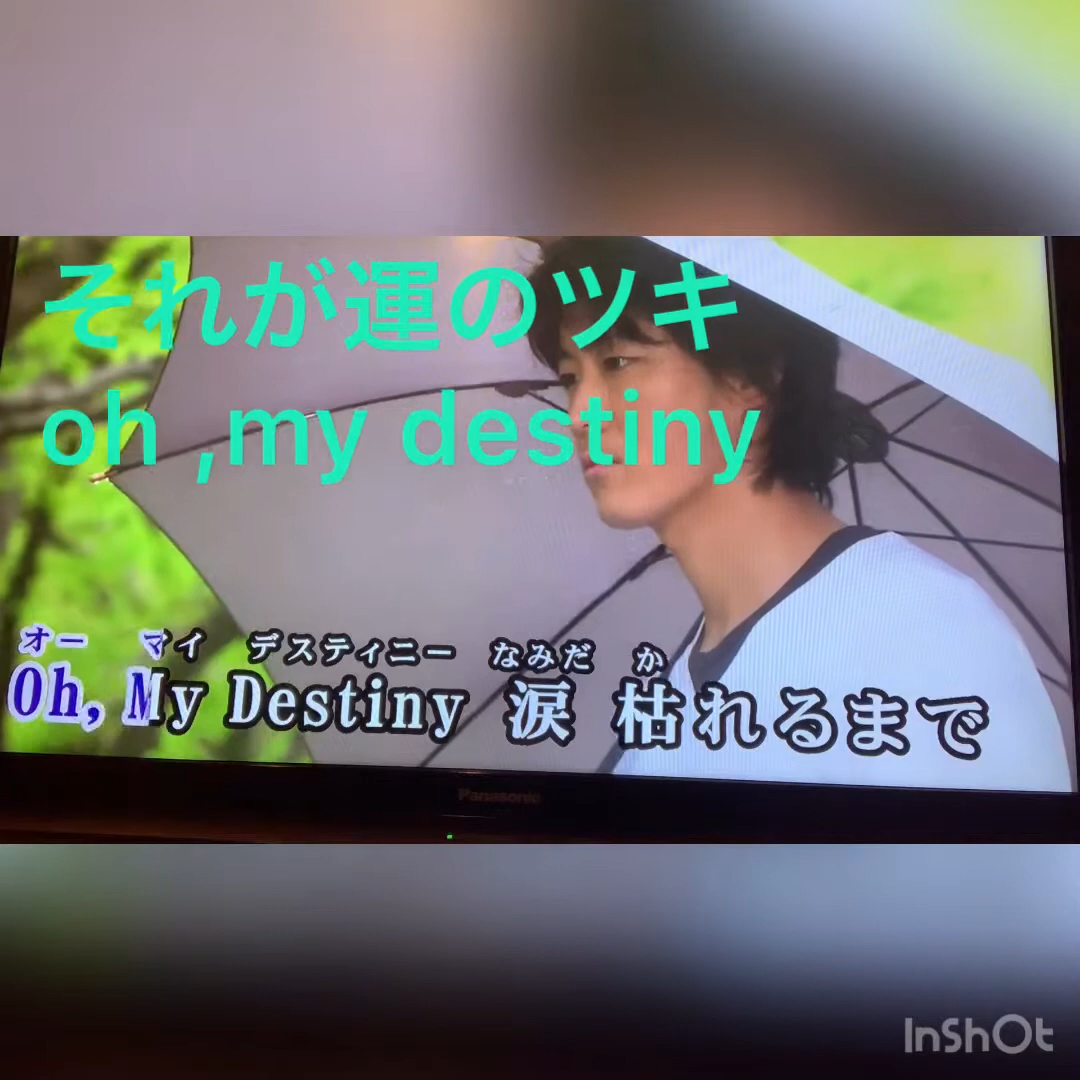 それが運のツキ
oh ,my destiny
オー マイ デスティニー なみだ か
Oh, My Destiny 涙 枯れるまで
Panasonic
InShOt